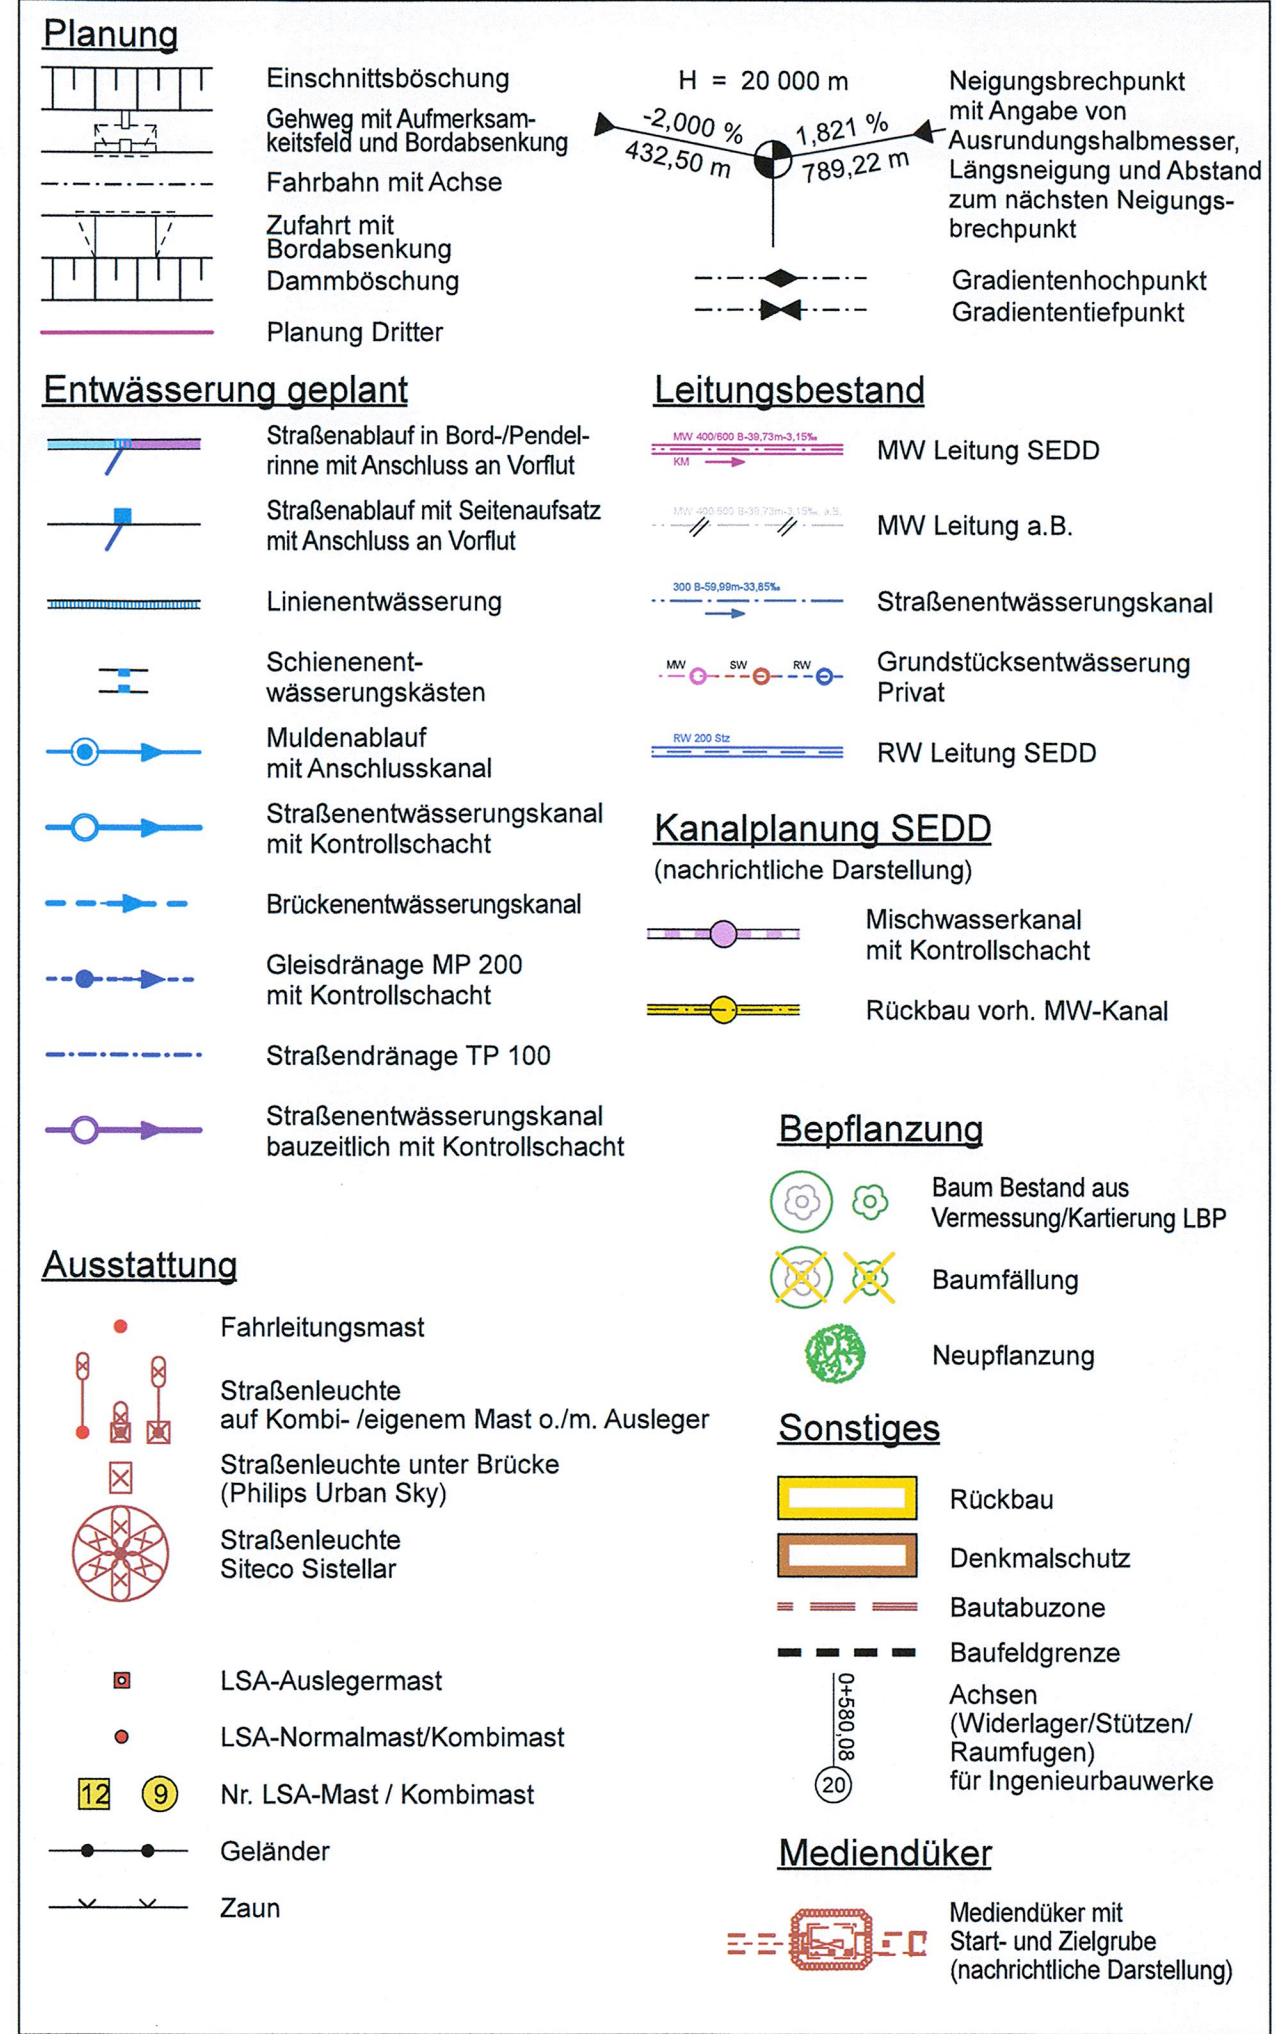 Planung
Einschnittsböschung
Gehweg mit Aufmerksam-
keitsfeld und Bordabsenkung
Fahrbahn mit Achse
Zufahrt mit
Bordabsenkung
Dammböschung
Planung Dritter
H = 20 000 m
-2,000 %
1,821 %
432,50 m
789,22 m
Neigungsbrechpunkt
mit Angabe von
Ausrundungshalbmesser,
Längsneigung und Abstand
zum nächsten Neigungs-
brechpunkt
Gradientenhochpunkt
Gradiententiefpunkt
Entwässerung geplant
Straßenablauf in Bord-/Pendel-
rinne mit Anschluss an Vorflut
Straßenablauf mit Seitenaufsatz
mit Anschluss an Vorflut
Linienentwässerung
Schienenent-
wässerungskästen
Muldenablauf
mit Anschlusskanal
Straßenentwässerungskanal
mit Kontrollschacht
Brückenentwässerungskanal
Gleisdränage MP 200
mit Kontrollschacht
Straßendränage TP 100
Straßenentwässerungskanal
bauzeitlich mit Kontrollschacht
Leitungsbestand
MW 400/600 B-39,73m-3,15‰
KM
MW Leitung SEDD
MW 400/600 B-39,73m-3,15‰ a.B.
MW Leitung a.B.
300 B-59,99m-33,85‰
Straßenentwässerungskanal
MW SW RW
Grundstücksentwässerung
Privat
RW 200 Stz
RW Leitung SEDD
Kanalplanung SEDD
(nachrichtliche Darstellung)
Mischwasserkanal
mit Kontrollschacht
Rückbau vorh. MW-Kanal
Bepflanzung
Baum Bestand aus
Vermessung/Kartierung LBP
Baumfällung
Neupflanzung
Ausstattung
Fahrleitungsmast
Straßenleuchte
auf Kombi- /eigenem Mast o./m. Ausleger
Straßenleuchte unter Brücke
(Philips Urban Sky)
Straßenleuchte
Siteco Sistellar
LSA-Auslegermast
LSA-Normalmast/Kombimast
12 9 Nr. LSA-Mast / Kombimast
Geländer
Zaun
Sonstiges
Rückbau
Denkmalschutz
Bautabuzone
Baufeldgrenze
0+580,08
20
Achsen
(Widerlager/Stützen/
Raumfugen)
für Ingenieurbauwerke
Mediendüker
Mediendüker mit
Start- und Zielgrube
(nachrichtliche Darstellung)